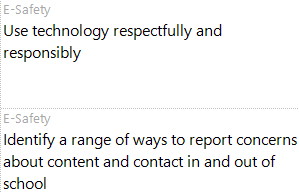 E-Safety
Use technology respectfully and
responsibly
E-Safety
Identify a range of ways to report concerns
about content and contact in and out of
school